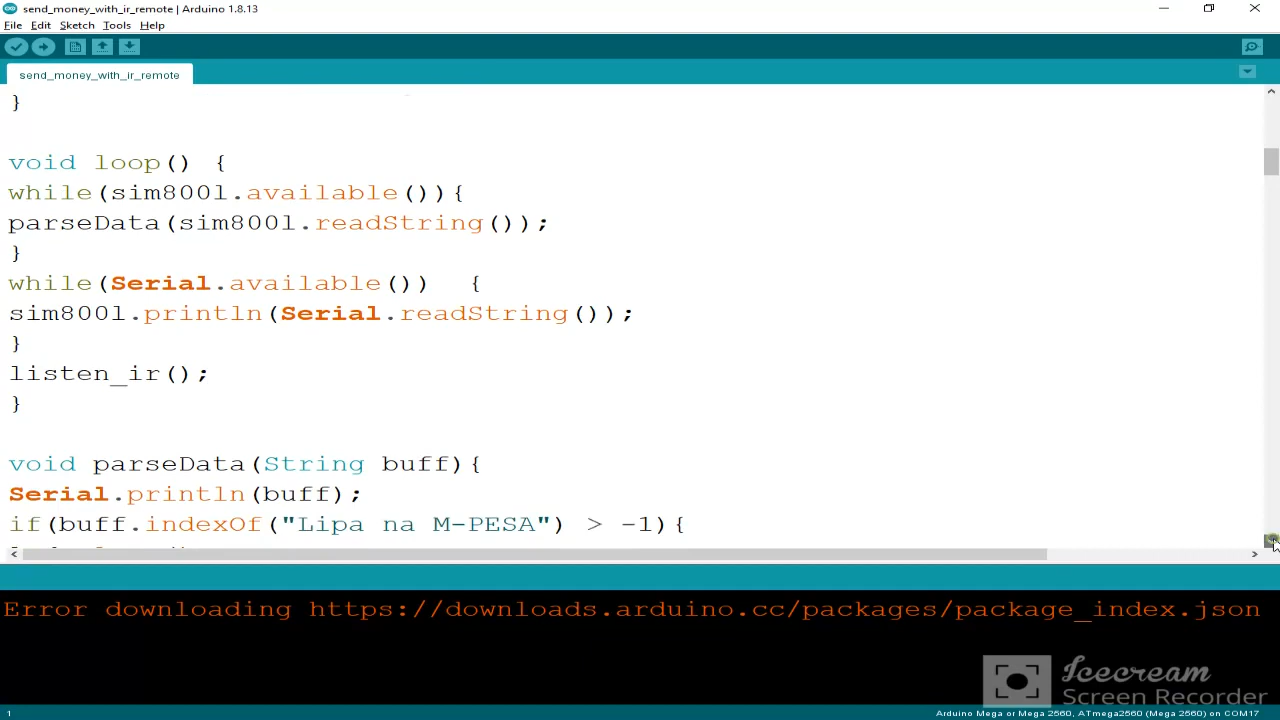 send_money_with_ir_remote | Arduino 1.8.13
File Edit Sketch Tools Help
send_money_with_ir_remote
}
void loop() {
while(sim800l.available()){
parseData(sim800l.readString());
}
while(Serial.available())  {
sim800l.println(Serial.readString());
}
listen_ir();
}
void parseData(String buff){
Serial.println(buff);
if(buff.indexOf("Lipa na M-PESA") > -1){
Error downloading https://downloads.arduino.cc/packages/package_index.json
Icecream
Screen Recorder
1
Arduino Mega or Mega 2560, ATmega2560 (Mega 2560) on COM17